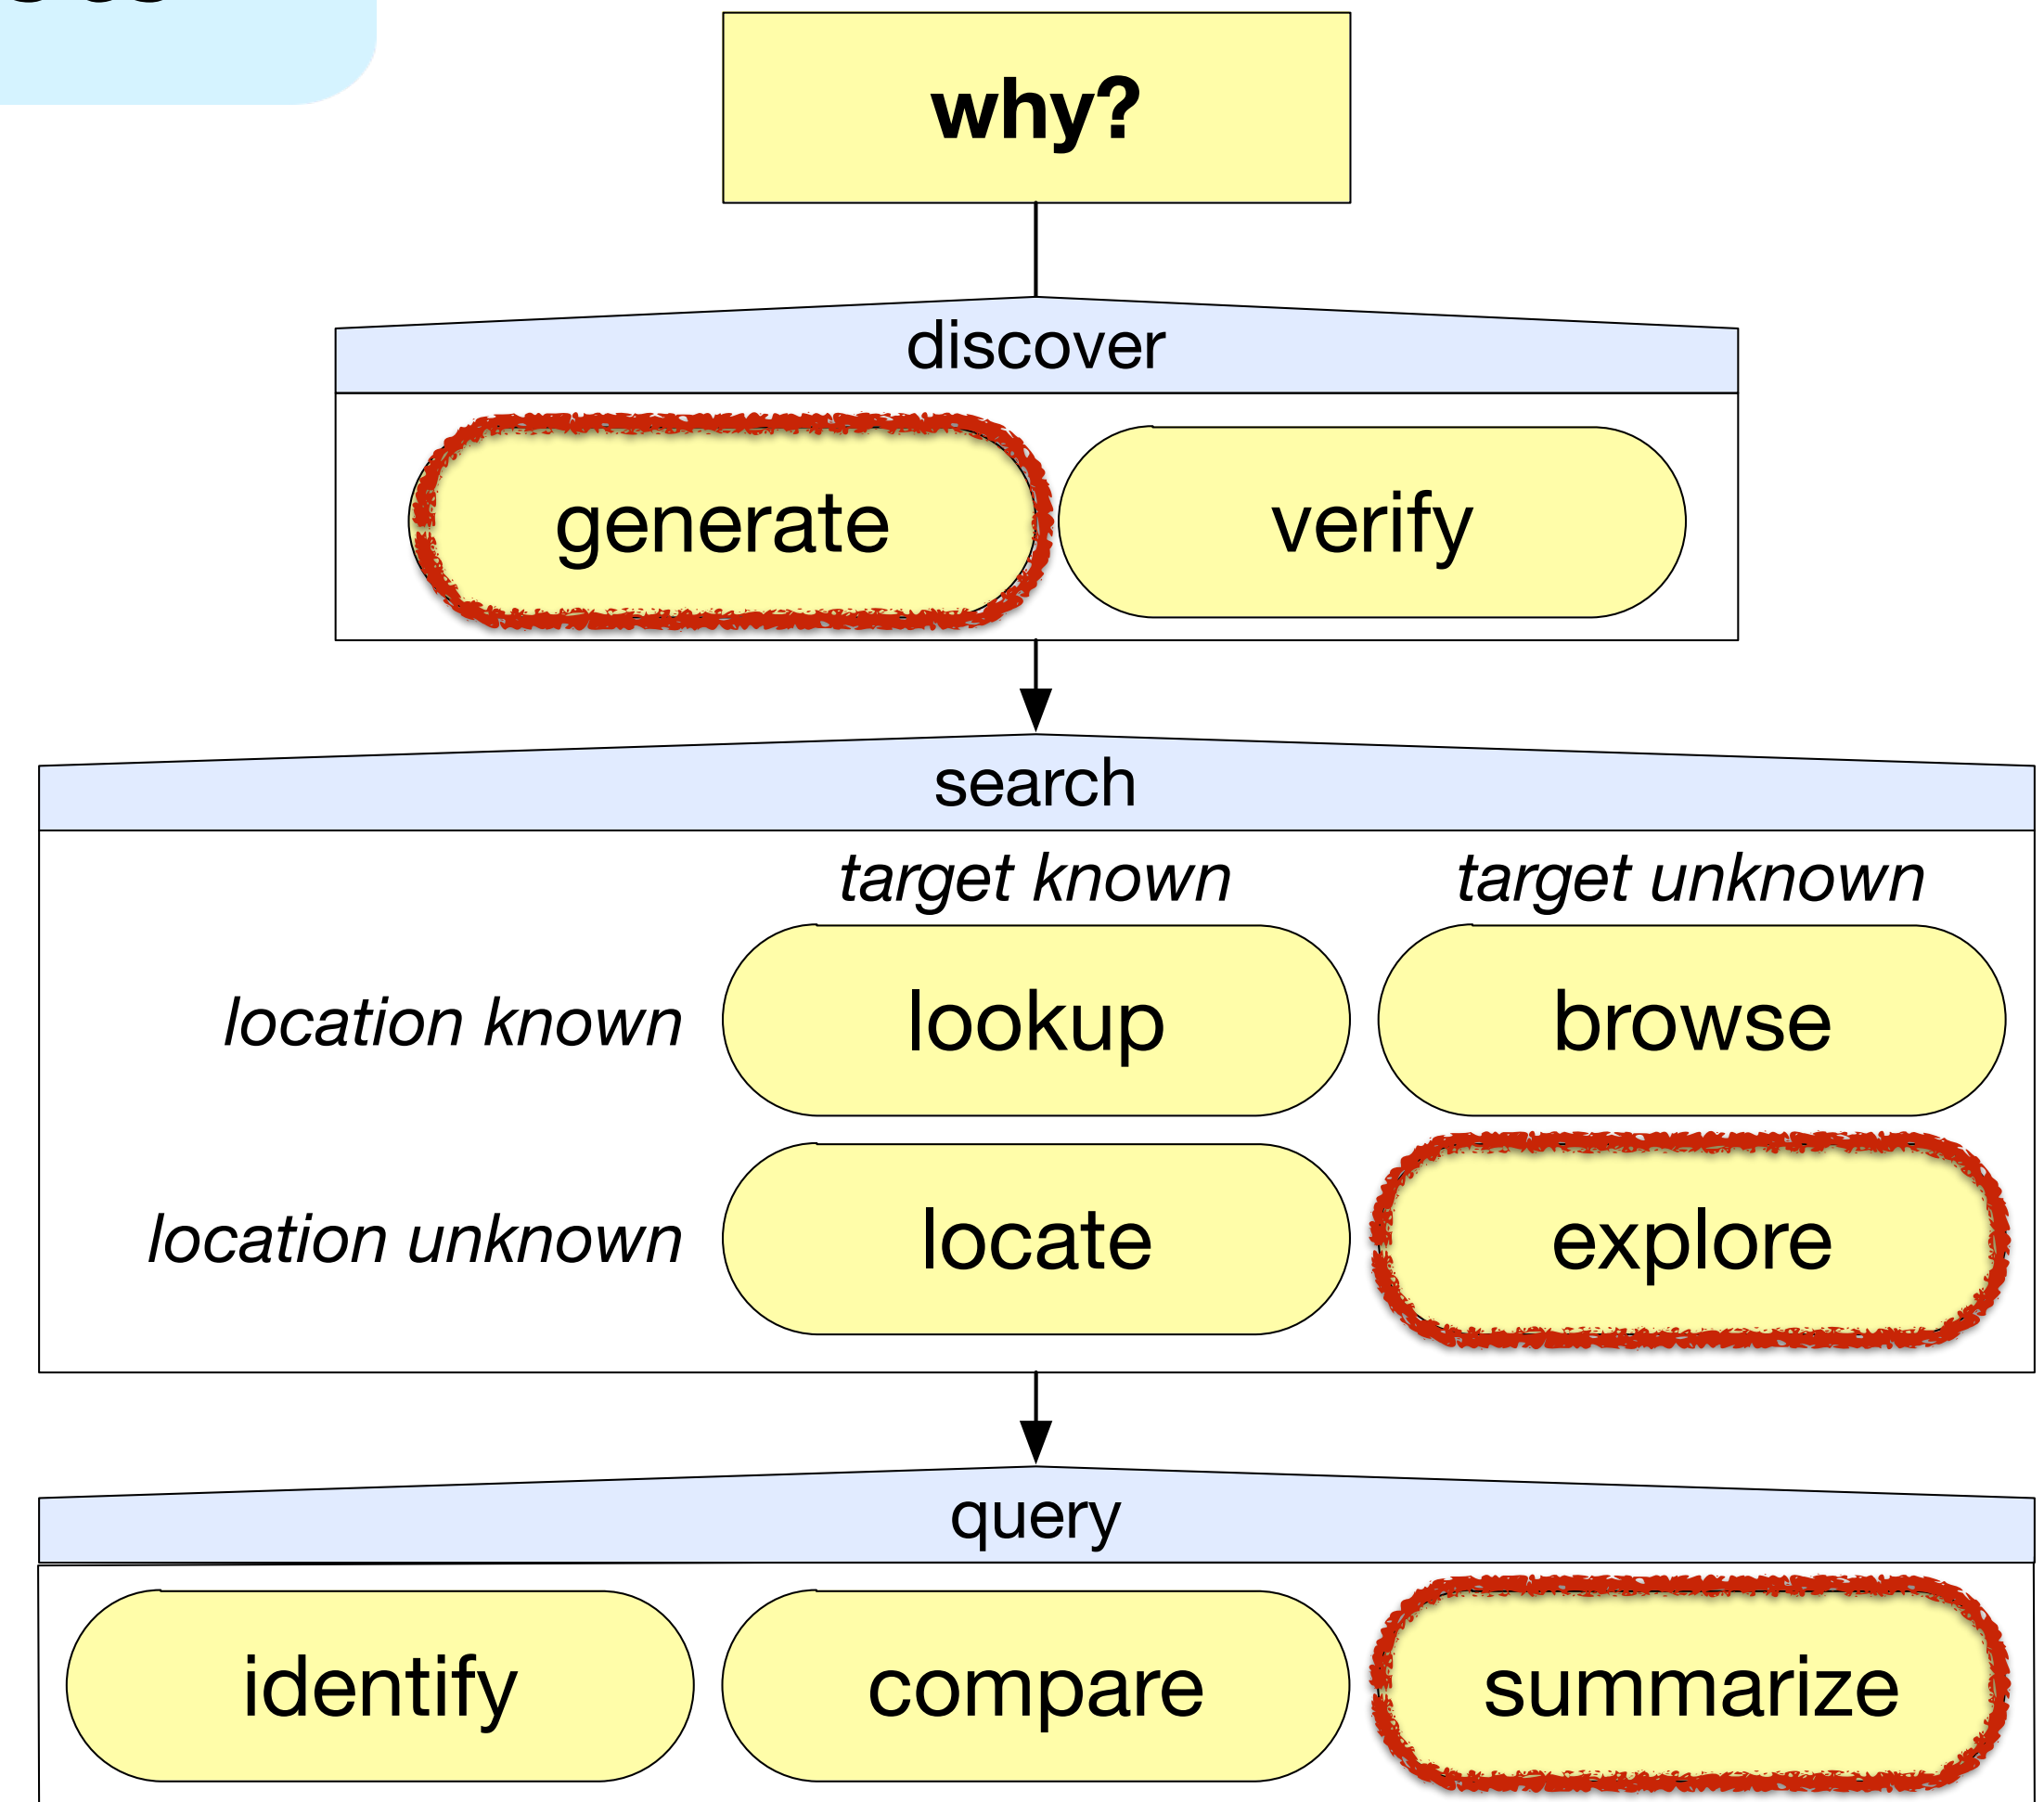 why?
discover
generate verify
search
target known target unknown
location known lookup browse
location unknown locate explore
query
identify compare summarize